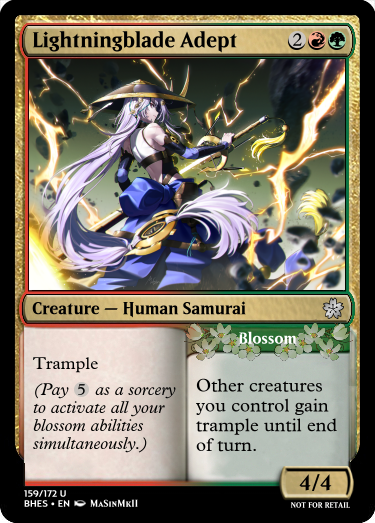 Lightningblade Adept 2
Creature — Human Samurai
Blossom
Trample
(Pay 5 as a sorcery
to activate all your
blossom abilities
simultaneously.)
Other creatures
you control gain
trample until end
of turn.
4/4
159/172 U
BHES • EN MaSinMkII
NOT FOR RETAIL